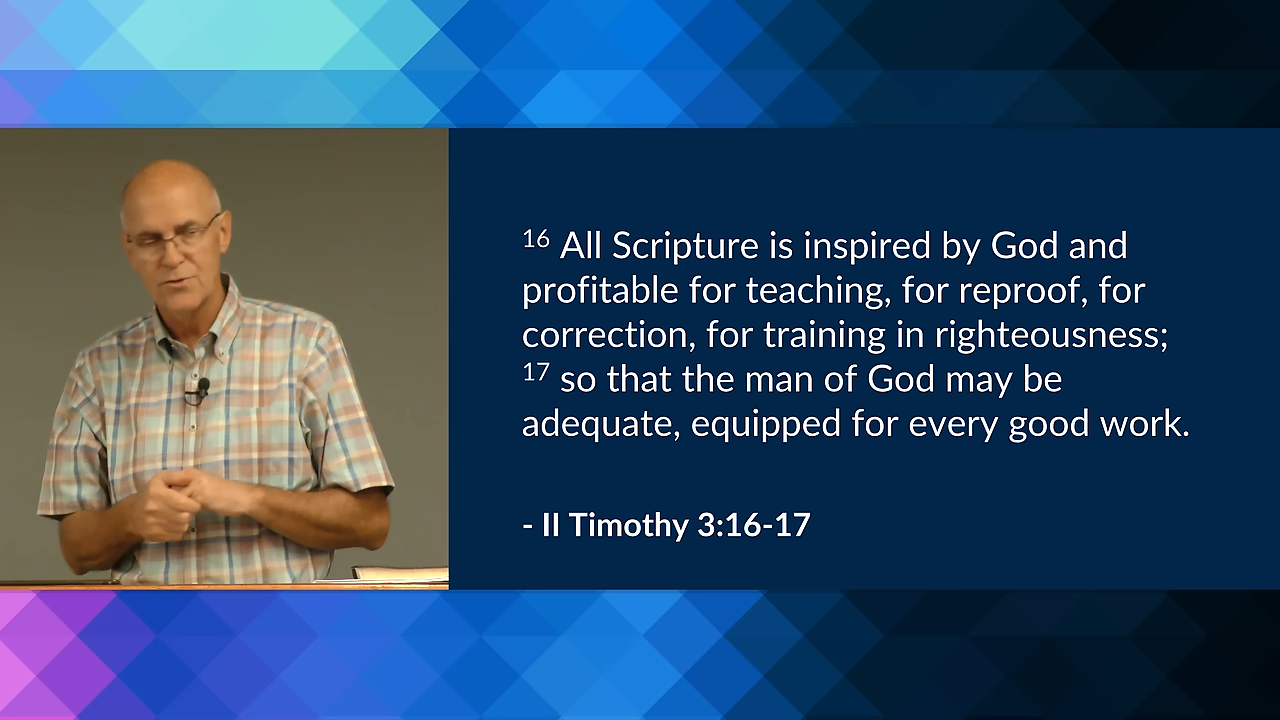 16 All Scripture is inspired by God and
profitable for teaching, for reproof, for
correction, for training in righteousness;
17 so that the man of God may be
adequate, equipped for every good work.
- II Timothy 3:16-17